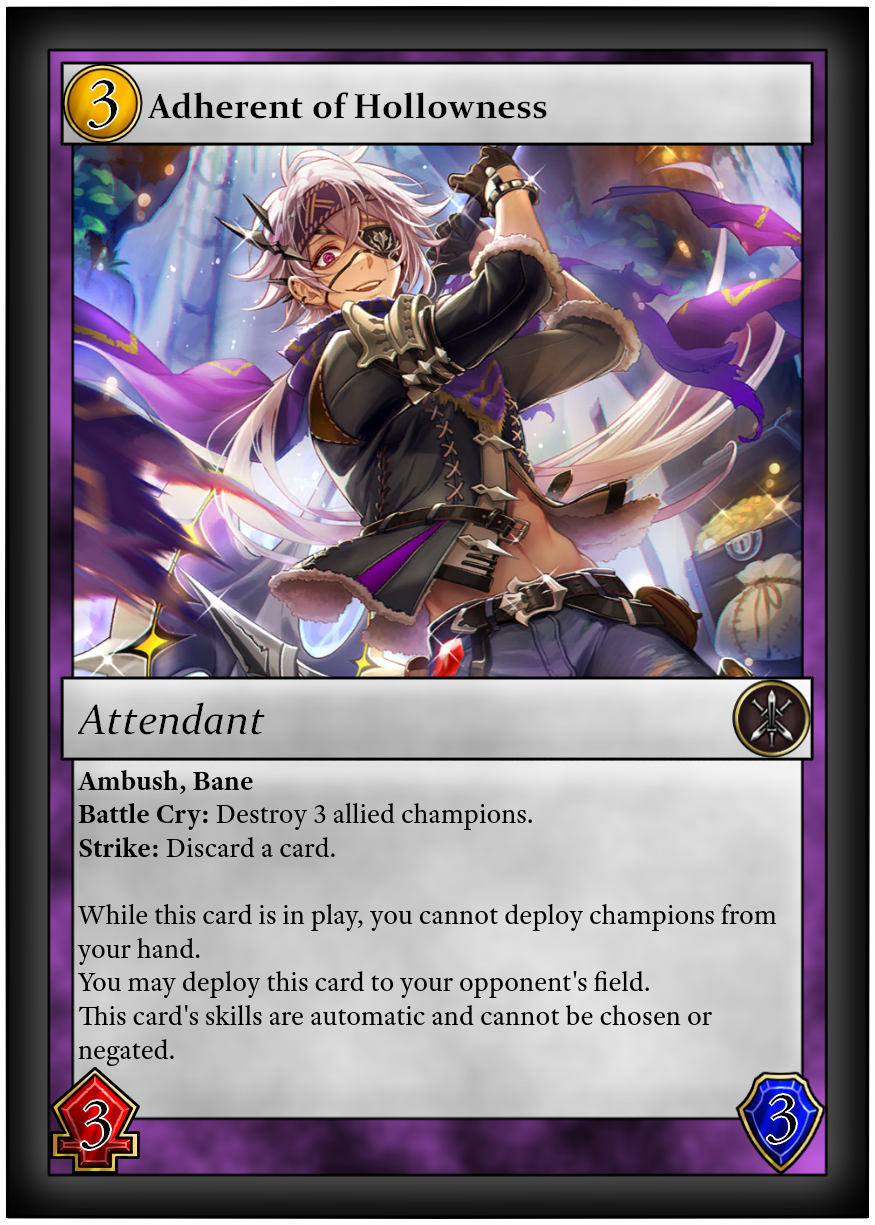 3 Adherent of Hollowness
Attendant
Ambush, Bane
Battle Cry: Destroy 3 allied champions.
Strike: Discard a card.
While this card is in play, you cannot deploy champions from
your hand.
You may deploy this card to your opponent's field.
This card's skills are automatic and cannot be chosen or
negated.
3 3